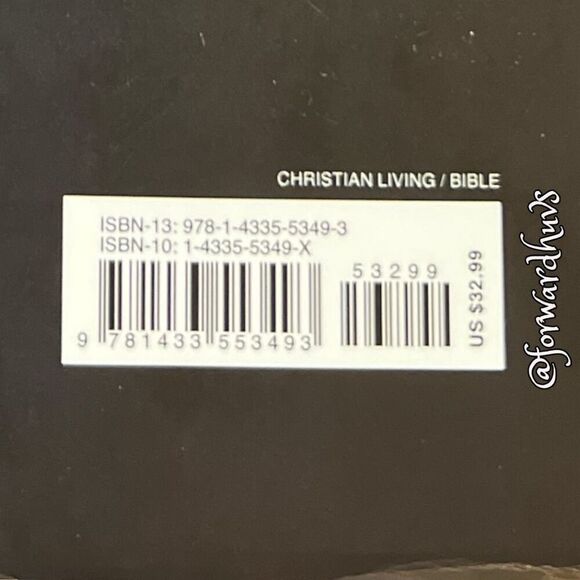 CHRISTIAN LIVING / BIBLE
ISBN-13: 978-1-4335-5349-3
ISBN-10: 1-4335-5349-X
53299
9 781433 553493
US $32.99
@forwardhuvs